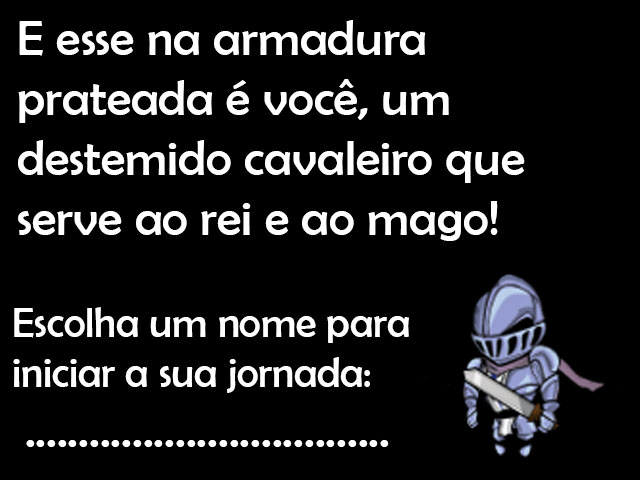 E esse na armadura
prateada é você, um
destemido cavaleiro que
serve ao rei e ao mago!
Escolha um nome para
iniciar a sua jornada:
..................................